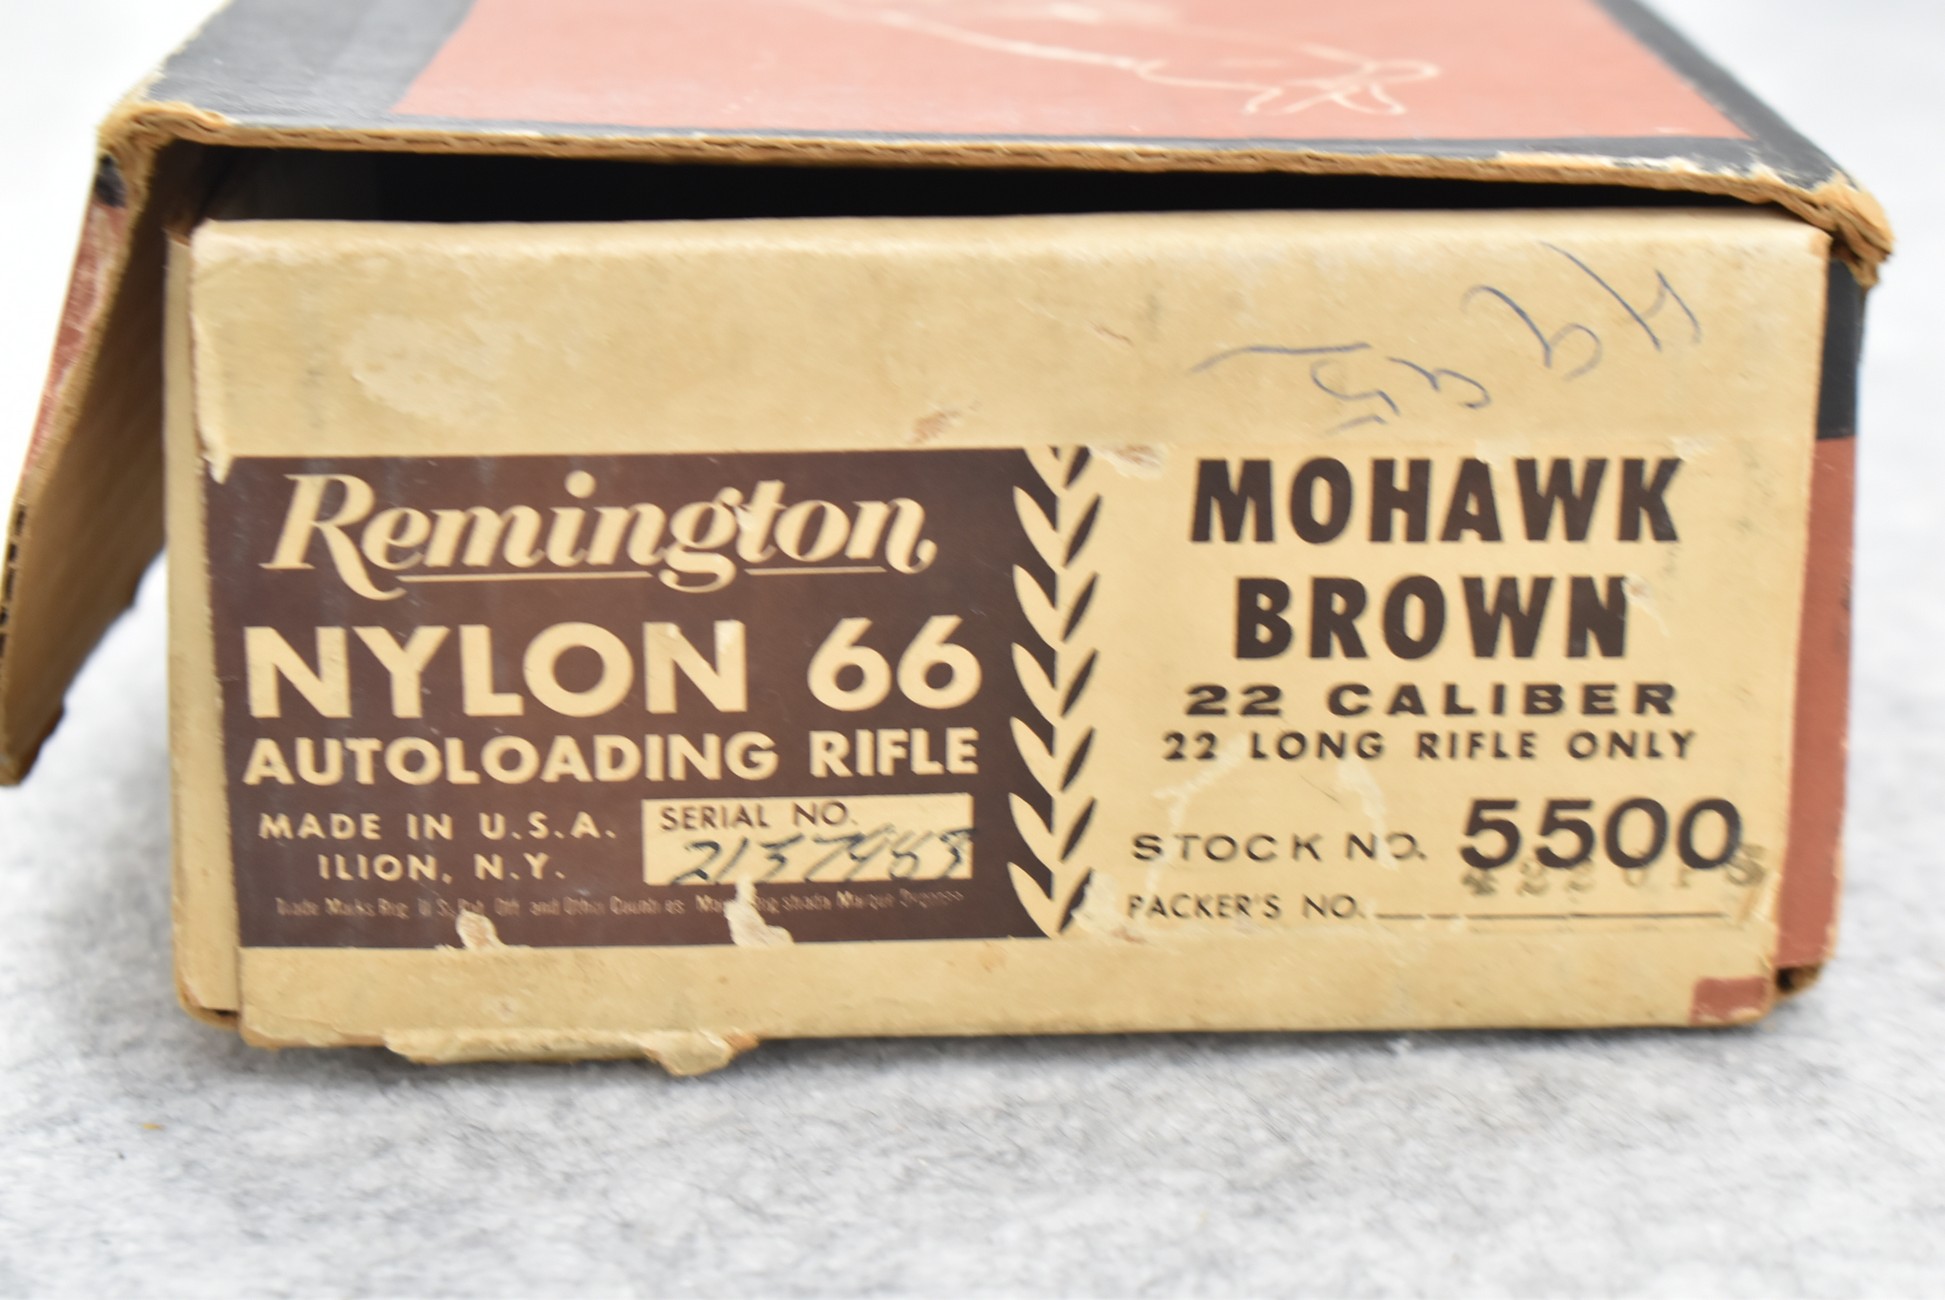 Remington
NYLON 66
AUTOLOADING RIFLE
MADE IN U.S.A.
ILION, N.Y.
SERIAL NO.
MOHAWK
BROWN
22 CALIBER
22 LONG RIFLE ONLY
STOCK NO. 5500
PACKER'S NO.